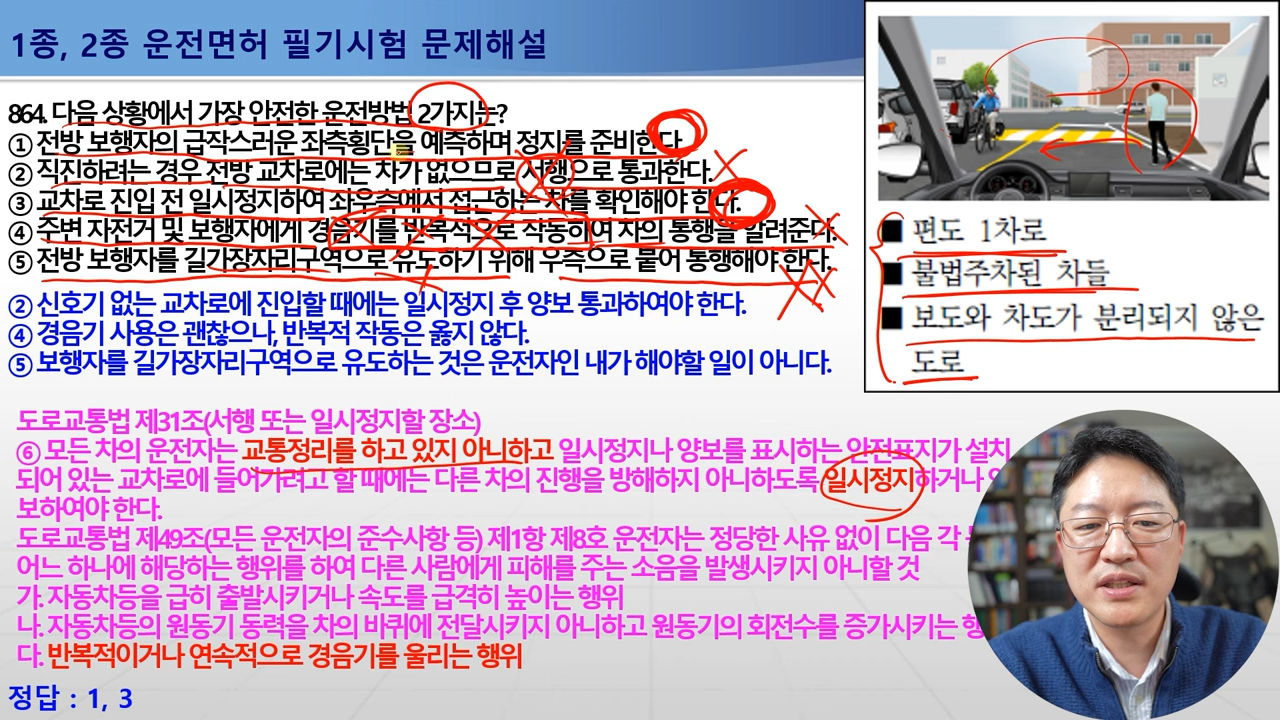 1종, 2종 운전면허 필기시험 문제해설
864. 다음 상황에서 가장 안전한 운전방법 2가지는?
① 전방 보행자의 급작스러운 좌측횡단을 예측하며 정지를 준비한다.
② 직진하려는 경우 전방 교차로에는 차가 없으므로 서행으로 통과한다.
③ 교차로 진입 전 일시정지하여 좌우측에서 접근하는 차를 확인해야 한다.
④ 주변 자전거 및 보행자에게 경음기를 반복적으로 작동하여 차의 통행을 알려준다.
⑤ 전방 보행자를 길가장자리구역으로 유도하기 위해 우측으로 붙어 통행해야 한다.
② 신호기 없는 교차로에 진입할 때에는 일시정지 후 양보 통과하여야 한다.
④ 경음기 사용은 괜찮으나, 반복적 작동은 옳지 않다.
⑤ 보행자를 길가장자리구역으로 유도하는 것은 운전자인 내가 해야할 일이 아니다.
■ 편도 1차로
■ 불법주차된 차들
■ 보도와 차도가 분리되지 않은
도로
도로교통법 제31조(서행 또는 일시정지할 장소)
⑥ 모든 차의 운전자는 교통정리를 하고 있지 아니하고 일시정지나 양보를 표시하는 안전표지가 설치
되어 있는 교차로에 들어가려고 할 때에는 다른 차의 진행을 방해하지 아니하도록 일시정지하거나
보하여야 한다.
도로교통법 제49조(모든 운전자의 준수사항 등) 제1항 제8호 운전자는 정당한 사유 없이 다음 각
어느 하나에 해당하는 행위를 하여 다른 사람에게 피해를 주는 소음을 발생시키지 아니할 것
가. 자동차등을 급히 출발시키거나 속도를 급격히 높이는 행위
나. 자동차등의 원동기 동력을 차의 바퀴에 전달시키지 아니하고 원동기의 회전수를 증가시키는
다. 반복적이거나 연속적으로 경음기를 울리는 행위
정답 : 1, 3